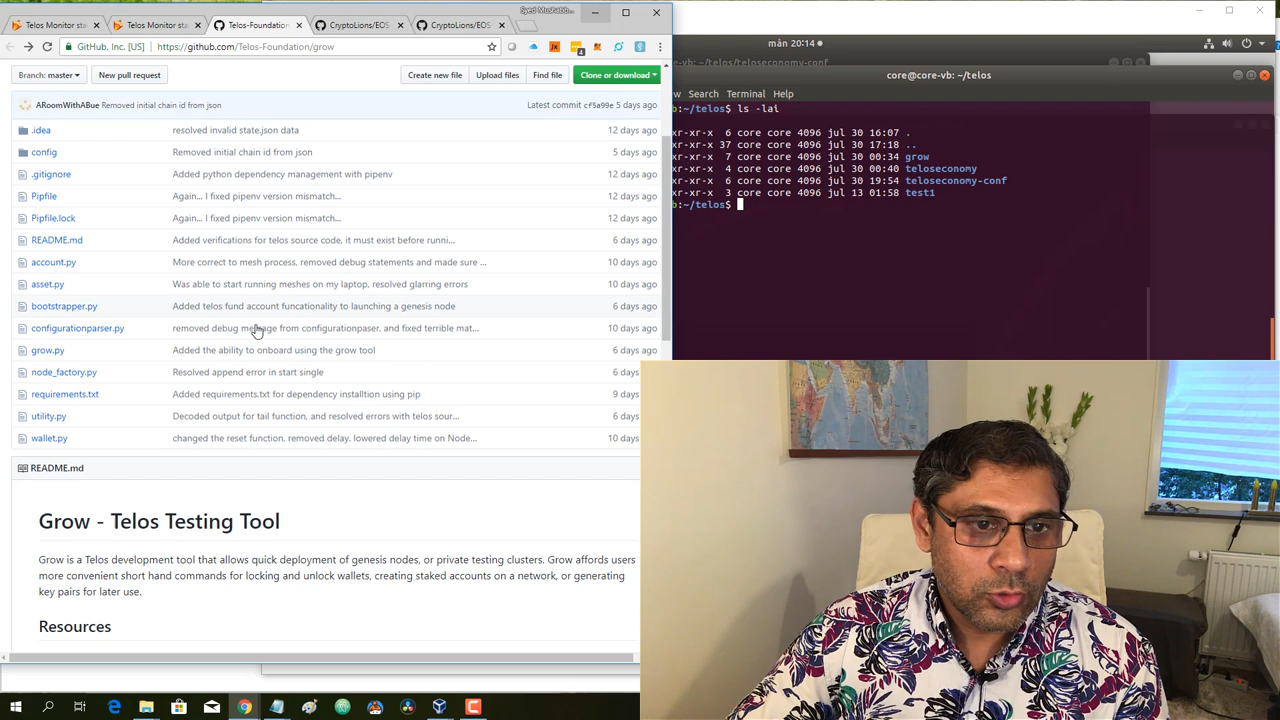 Syed Mushabb...
Telos Monitor sta
Telos Monitor sta
Telos-Foundation/
CryptoLions/EOS
CryptoLions/EOS
GitHub, Inc. [US]
https://github.com/Telos-Foundation/grow
Branch: master
New pull request
Create new file
Upload files
Find file
Clone or download
ARoomWithABue Removed initial chain id from json
Latest commit cf5a99e 5 days ago
.idea resolved invalid state.json data 12 days ago
config Removed initial chain id from json 5 days ago
.gitignore Added python dependency management with pipenv 12 days ago
Pipfile Again... I fixed pipenv version mismatch... 12 days ago
Pipfile.lock Again... I fixed pipenv version mismatch... 12 days ago
README.md Added verifications for telos source code, it must exist before runni... 6 days ago
account.py More correct to mesh process, removed debug statements and made sure ... 10 days ago
asset.py Was able to start running meshes on my laptop, resolved glarring errors 10 days ago
bootstrapper.py Added telos fund account funcationality to launching a genesis node 6 days ago
configurationparser.py removed debug message from configurationpaser, and fixed terrible mat... 10 days ago
grow.py Added the ability to onboard using the grow tool 6 days ago
node_factory.py Resolved append error in start single 6 days ago
requirements.txt Added requirements.txt for dependency installtion using pip 9 days ago
utility.py Decoded output for tail function, and resolved errors with telos sour... 6 days ago
wallet.py changed the reset function, removed delay. lowered delay time on Node... 10 days ago
README.md
Grow - Telos Testing Tool
Grow is a Telos development tool that allows quick deployment of genesis nodes, or private testing clusters. Grow affords users
more convenient short hand commands for locking and unlock wallets, creating staked accounts on a network, or generating
key pairs for later use.
Resources
mån 20:14
~/telos/teloseconomy-conf
core@core-vb: ~/telos
w Search Terminal Help
b:~/telos$ ls -lai
xr-xr-x 6 core core 4096 jul 30 16:07 .
xr-xr-x 37 core core 4096 jul 30 17:18 ..
xr-xr-x 7 core core 4096 jul 30 00:34 grow
xr-xr-x 4 core core 4096 jul 30 00:40 teloseconomy
xr-xr-x 6 core core 4096 jul 30 19:54 teloseconomy-conf
xr-xr-x 3 core core 4096 jul 13 01:58 test1
b:~/telos$